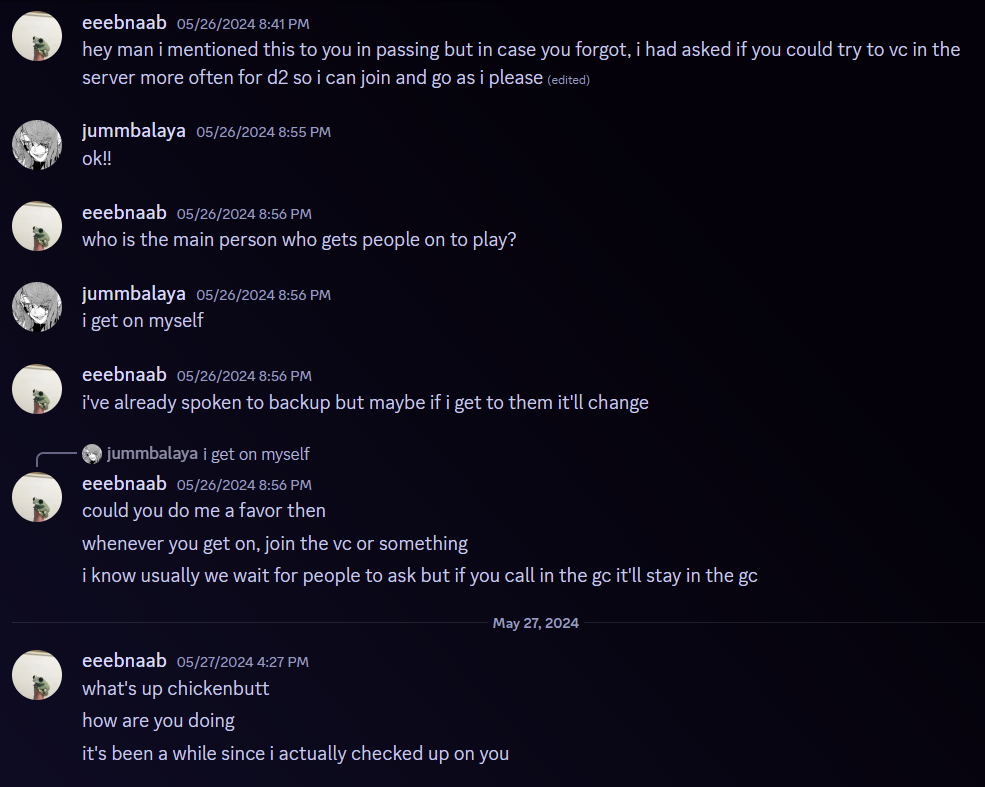 eeebnaab 05/26/2024 8:41 PM
hey man i mentioned this to you in passing but in case you forgot, i had asked if you could try to vc in the
server more often for d2 so i can join and go as i please (edited)
jummbalaya 05/26/2024 8:55 PM
ok!!
eeebnaab 05/26/2024 8:56 PM
who is the main person who gets people on to play?
jummbalaya 05/26/2024 8:56 PM
i get on myself
eeebnaab 05/26/2024 8:56 PM
i've already spoken to backup but maybe if i get to them it'll change
jummbalaya i get on myself
eeebnaab 05/26/2024 8:56 PM
could you do me a favor then
whenever you get on, join the vc or something
i know usually we wait for people to ask but if you call in the gc it'll stay in the gc
May 27, 2024
eeebnaab 05/27/2024 4:27 PM
what's up chickenbutt
how are you doing
it's been a while since i actually checked up on you